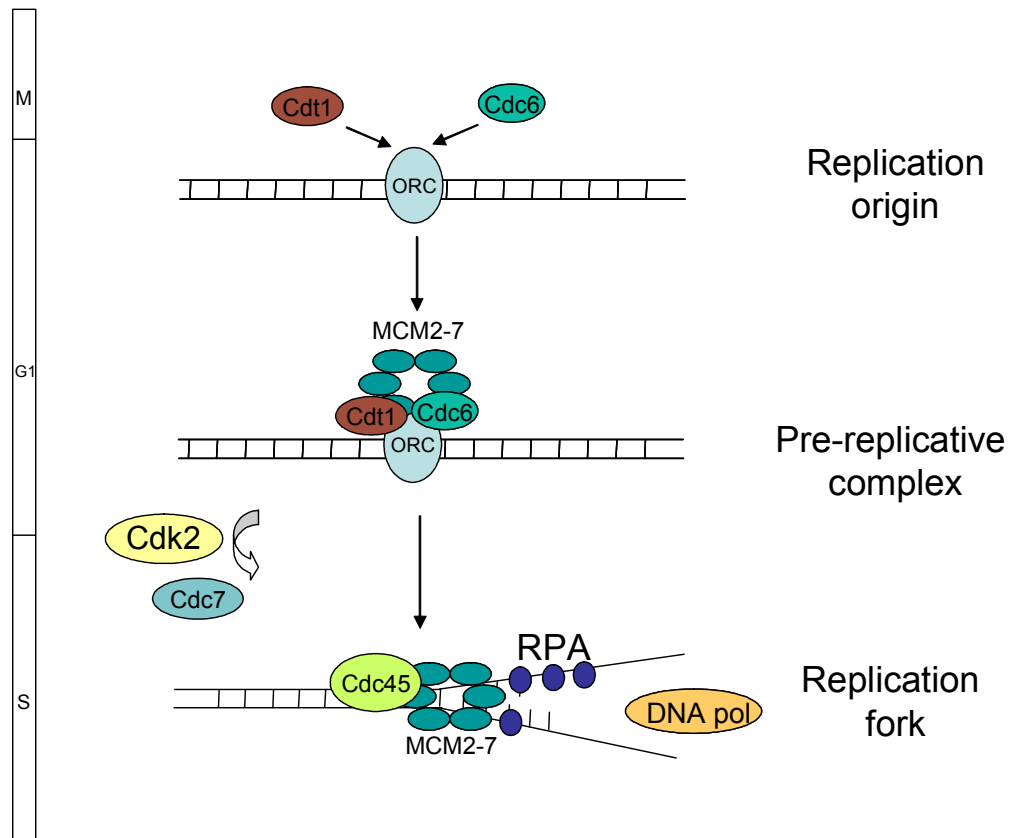 M
Cdt1
Cdc6
ORC
Replication
origin
MCM2-7
G1
Cdt1
Cdc6
ORC
Pre-replicative
complex
Cdk2
Cdc7
S
RPA
Cdc45
DNA pol
MCM2-7
Replication
fork